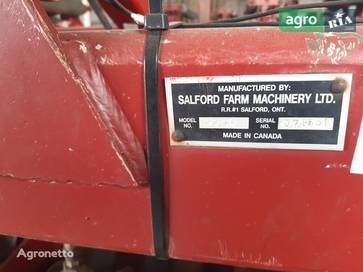 agro
RIA
MANUFACTURED BY:
SALFORD FARM MACHINERY LTD.
R.R.#1 SALFORD, ONT.
MODEL NO.
SERIAL NO.
MADE IN CANADA
Agronetto